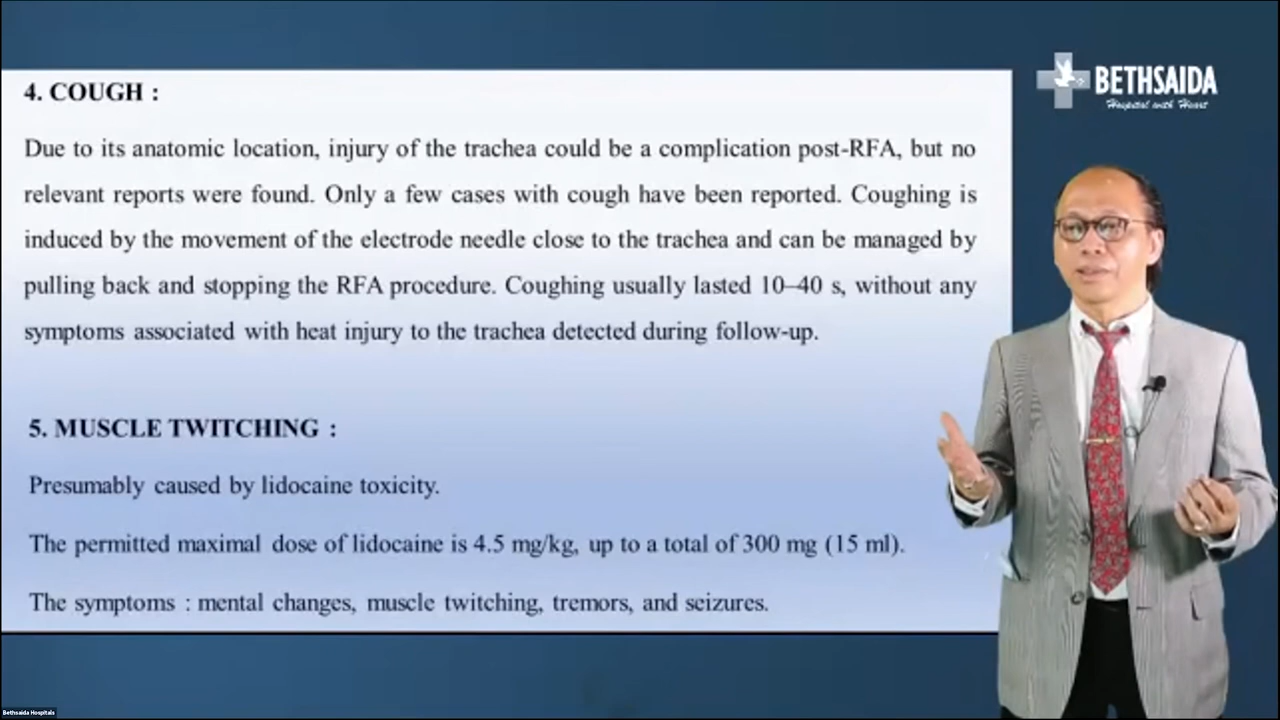 4. COUGH :
Due to its anatomic location, injury of the trachea could be a complication post-RFA, but no
relevant reports were found. Only a few cases with cough have been reported. Coughing is
induced by the movement of the electrode needle close to the trachea and can be managed by
pulling back and stopping the RFA procedure. Coughing usually lasted 10–40 s, without any
symptoms associated with heat injury to the trachea detected during follow-up.
5. MUSCLE TWITCHING :
Presumably caused by lidocaine toxicity.
The permitted maximal dose of lidocaine is 4.5 mg/kg, up to a total of 300 mg (15 ml).
The symptoms : mental changes, muscle twitching, tremors, and seizures.
BETHSAIDA
Hospital with Heart
Bethsaida Hospitals